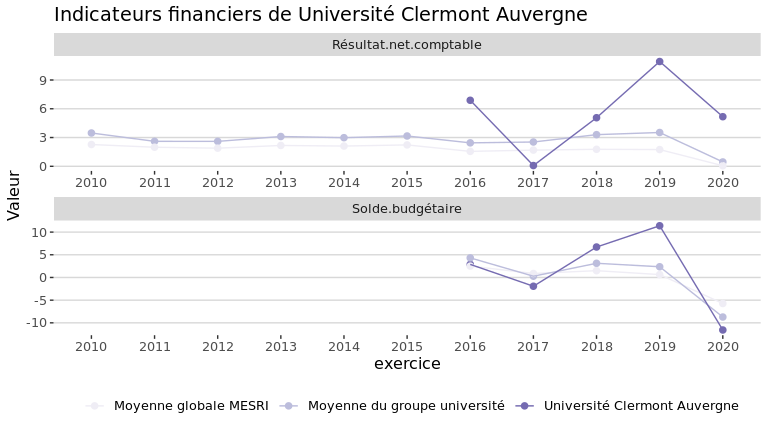 Indicateurs financiers de Université Clermont Auvergne
Résultat.net.comptable
9
6
3
0
2010 2011 2012 2013 2014 2015 2016 2017 2018 2019 2020
Valeur
Solde.budgétaire
10
5
0
-5
-10
2010 2011 2012 2013 2014 2015 2016 2017 2018 2019 2020
exercice
Moyenne globale MESRI Moyenne du groupe université Université Clermont Auvergne